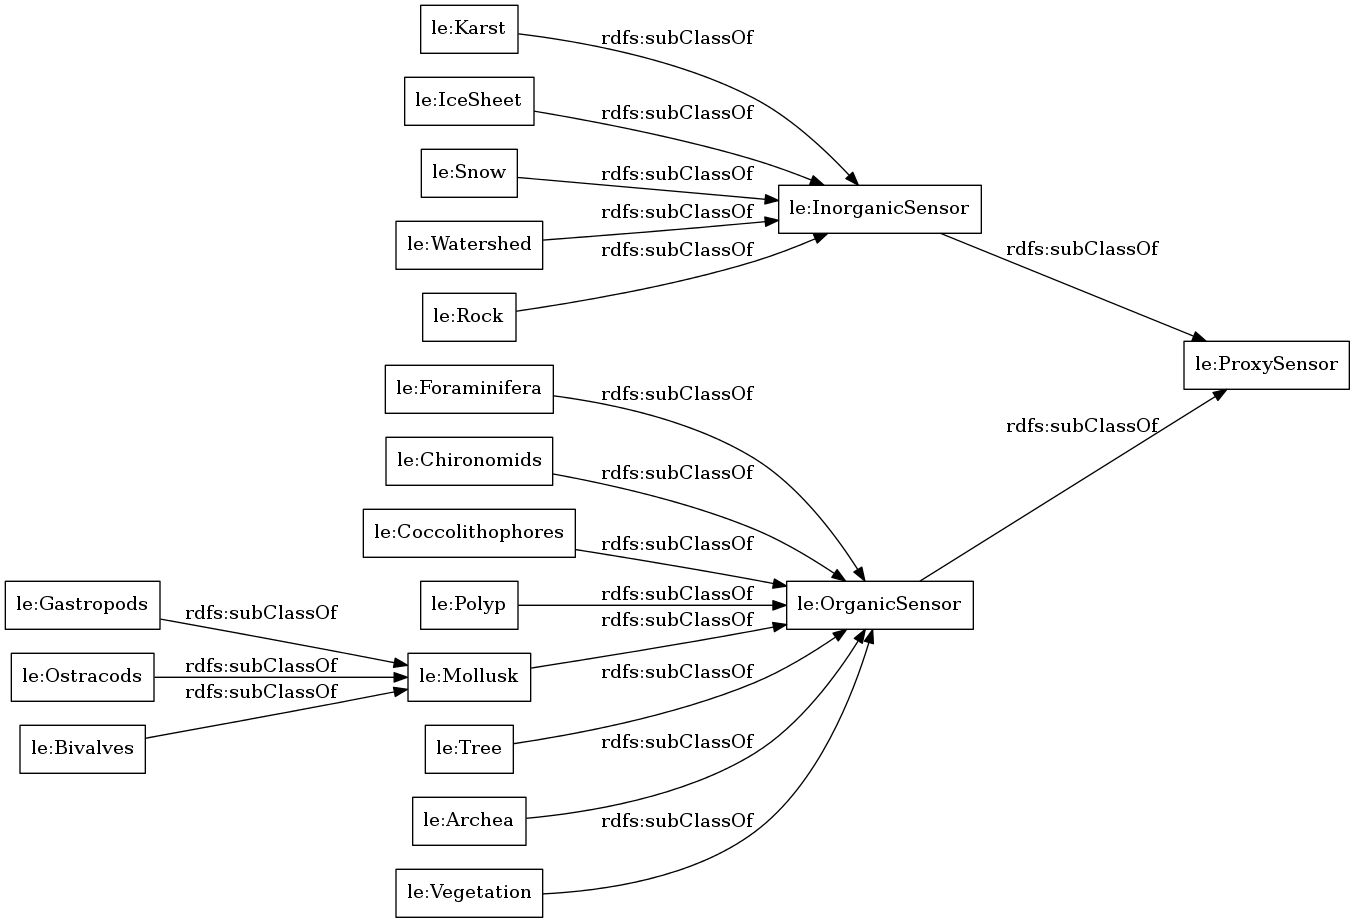 le:Karst
rdfs:subClassOf
le:IceSheet
rdfs:subClassOf
le:Snow
rdfs:subClassOf
le:InorganicSensor
rdfs:subClassOf
le:Watershed
rdfs:subClassOf
rdfs:subClassOf
le:Rock
le:ProxySensor
le:Foraminifera
rdfs:subClassOf
rdfs:subClassOf
le:Chironomids
rdfs:subClassOf
le:Coccolithophores
rdfs:subClassOf
le:Polyp
rdfs:subClassOf
le:OrganicSensor
le:Gastropods
rdfs:subClassOf
rdfs:subClassOf
le:Ostracods
rdfs:subClassOf
le:Mollusk
rdfs:subClassOf
rdfs:subClassOf
le:Bivalves
le:Tree
rdfs:subClassOf
le:Archea
rdfs:subClassOf
le:Vegetation